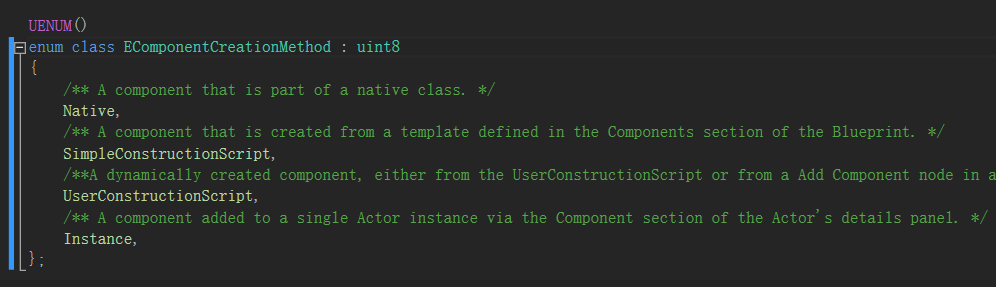 UENUM()
enum class EComponentCreationMethod : uint8
{
/** A component that is part of a native class. */
Native,
/** A component that is created from a template defined in the Components section of the Blueprint. */
SimpleConstructionScript,
/**A dynamically created component, either from the UserConstructionScript or from a Add Component node in a
UserConstructionScript,
/** A component added to a single Actor instance via the Component section of the Actor's details panel. */
Instance,
};